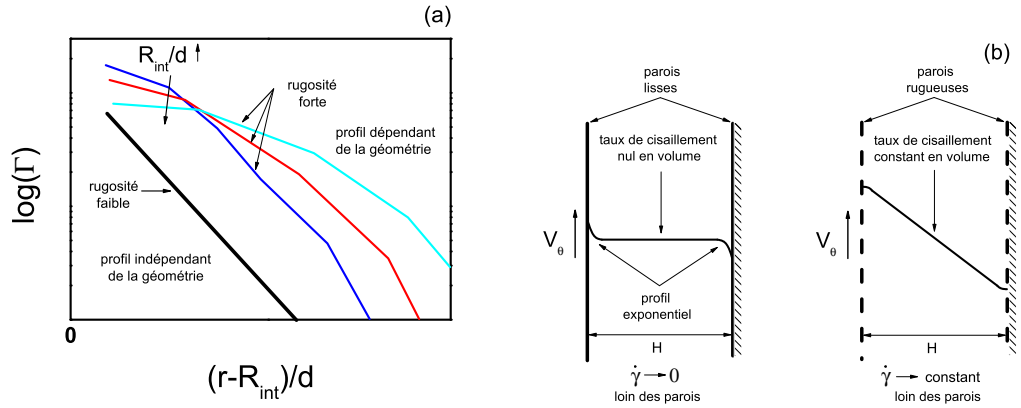 (a)
R_int/d ↑
rugosité
forte
profil dépendant
de la géométrie
rugosité
faible
profil indépendant
de la géométrie
log(Γ)
0
(r-R_int)/d
(b)
parois
lisses
taux de cisaillement
nul en volume
V_θ
profil
exponentiel
H
γ̇ → 0
loin des parois
parois
rugueuses
taux de cisaillement
constant en volume
V_θ
H
γ̇ → constant
loin des parois